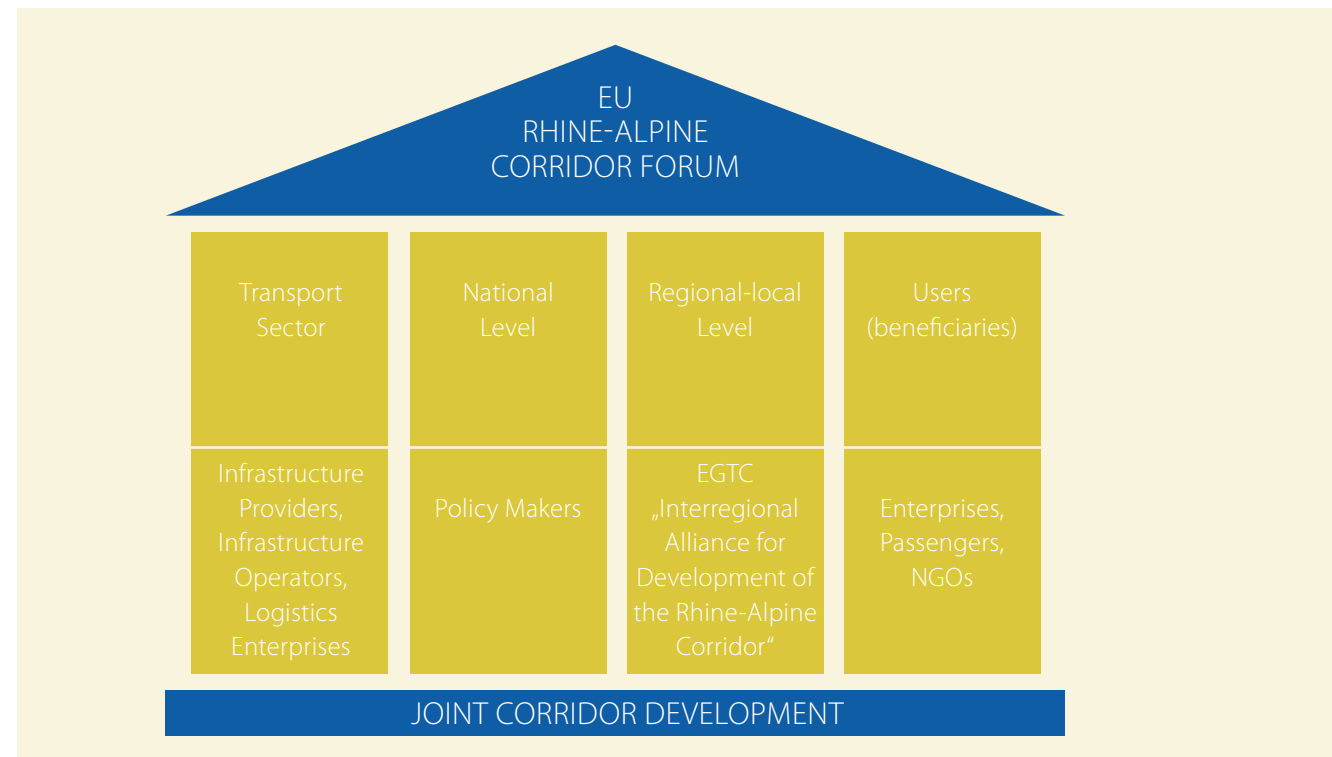 EU
RHINE-ALPINE
CORRIDOR FORUM
Transport
Sector
National
Level
Regional-local
Level
Users
(beneficiaries)
Infrastructure
Providers,
Infrastructure
Operators,
Logistics
Enterprises
Policy Makers
EGTC
„Interregional
Alliance for
Development of
the Rhine-Alpine
Corridor“
Enterprises,
Passengers,
NGOs
JOINT CORRIDOR DEVELOPMENT